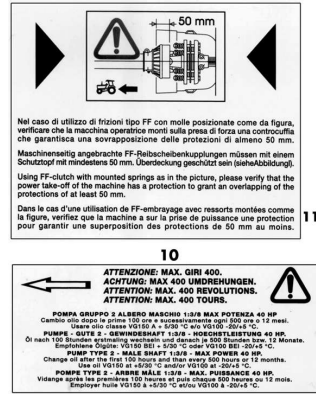 50 mm
Nel caso di utilizzo di frizioni tipo FF con molle posizionate come da figura,
verificare che la macchina operatrice monti sulla presa di forza una controcuffia
che garantisca una sovrapposizione delle protezioni di almeno 50 mm.
Maschinenseitig angebrachte FF-Reibscheibenkupplungen müssen mit einem
Schutztopf mit mindestens 50 mm. Überdeckung geschützt sein (sieheAbbildung).
Using FF-clutch with mounted springs as in the picture, please verify that the
power take-off of the machine has a protection to grant an overlapping of the
protections of at least 50 mm.
Dans le cas d'une utilisation de FF-embrayage avec ressorts montées comme
la figure, verifiez que la machine a sur la prise de puissance une protection
pour garantir une superposition des protections de 50 mm au moins.
11
10
ATTENZIONE: MAX. GIRI 400.
ACHTUNG: MAX. 400 UMDREHUNGEN.
ATTENTION: MAX. 400 REVOLUTIONS.
ATTENTION: MAX. 400 TOURS.
POMPA GRUPPO 2 ALBERO MASCHIO 1:3/8 MAX POTENZA 40 HP
Cambio olio dopo le prime 100 ore e sucessivamente ogni 500 ore o 12 mesi.
Usare olio classe VG150 A + 5/30 °C e/o VG100 -20/+5 °C.
PUMPE - GUTE 2 - GEWINDESHAFT 1:3/8 - HOECHSTLEISTUNG 40 HP.
Öl nach 100 Stunden erstmalig wechseln und danach je 500 Stunden bzw. 12 Monate.
Empfohlene Ölgüte: VG150 BEI + 5/30 °C oder VG100 BEI -20/+5 °C.
PUMP TYPE 2 - MALE SHAFT 1:3/8 - MAX POWER 40 HP.
Change oil after the first 100 hours and then every 500 hours or 12 months.
Use oil VG150 at +5/30 °C and/or VG100 at -20/+5 °C.
POMPE TYPE 2 - ARBRE MÂLE 1:3/8 - MAX. PUISSANCE 40 HP.
Vidange après les premières 100 heures et puis chaque 500 heures ou 12 mois.
Employer huile VG150 à +5/30 °C et/ou VG100 à -20/+5 °C.